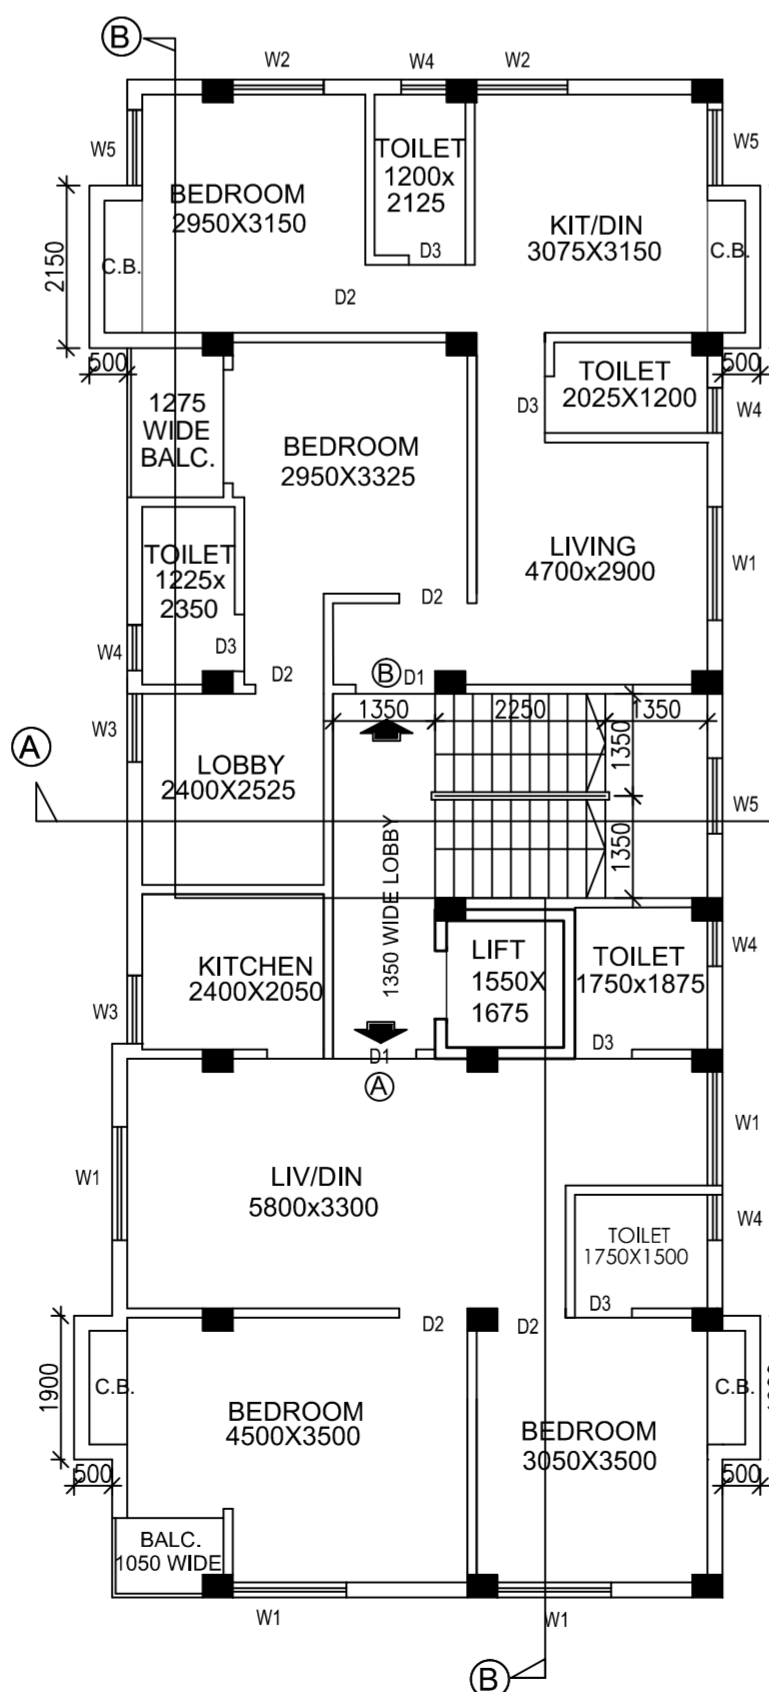 B
W2
W4
W2
W5
TOILET
1200x
2125
W5
BEDROOM
2950X3150
KIT/DIN
3075X3150
D3
2150
C.B.
C.B.
D2
500
500
1275
WIDE
BALC.
TOILET
2025X1200
D3
W4
BEDROOM
2950X3325
TOILET
1225x
2350
LIVING
4700x2900
W1
D2
W4
D3
D2
B
D1
1350
2250
1350
W3
A
1350
LOBBY
2400X2525
W5
1350
1350 WIDE LOBBY
KITCHEN
2400X2050
LIFT
1550X
1675
TOILET
1750x1875
W4
W3
D3
D1
A
W1
LIV/DIN
5800x3300
W1
W4
TOILET
1750X1500
D3
D2
D2
1900
C.B.
C.B.
BEDROOM
4500X3500
BEDROOM
3050X3500
500
500
BALC.
1050 WIDE
W1
W1
B